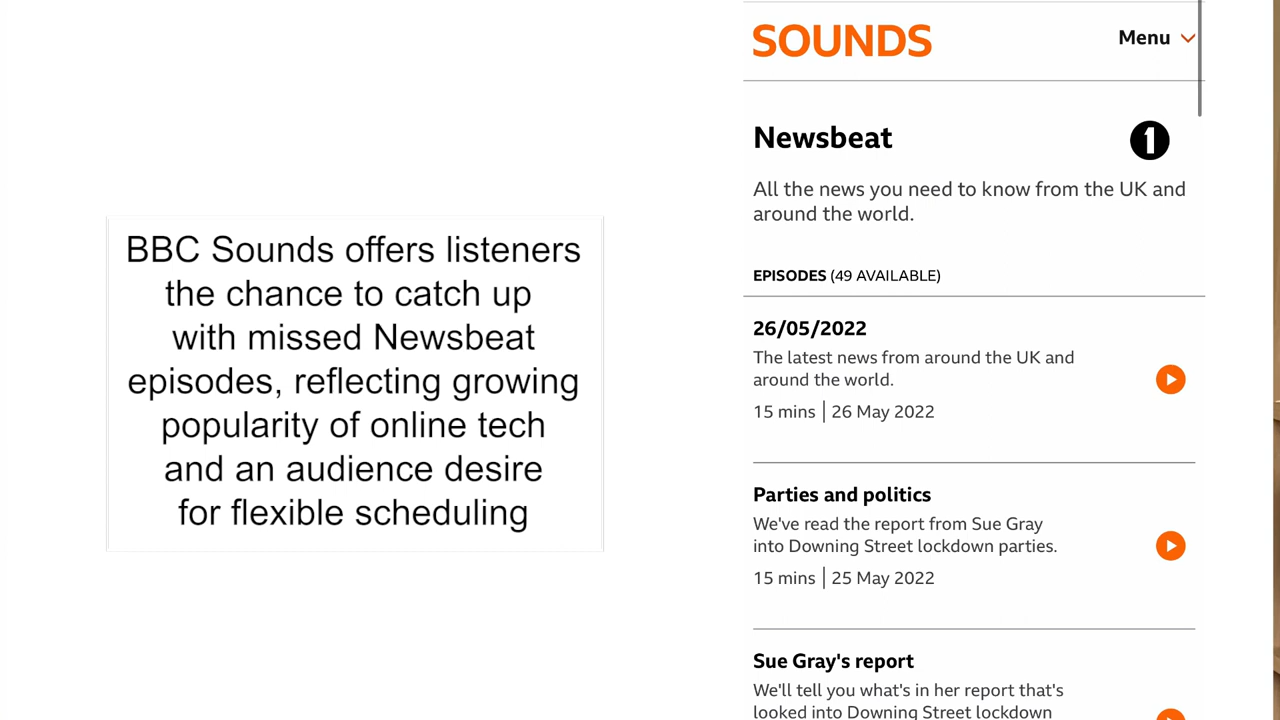 BBC Sounds offers listeners
the chance to catch up
with missed Newsbeat
episodes, reflecting growing
popularity of online tech
and an audience desire
for flexible scheduling
SOUNDS
Menu
Newsbeat
1
All the news you need to know from the UK and
around the world.
EPISODES (49 AVAILABLE)
26/05/2022
The latest news from around the UK and
around the world.
15 mins | 26 May 2022
Parties and politics
We've read the report from Sue Gray
into Downing Street lockdown parties.
15 mins | 25 May 2022
Sue Gray's report
We'll tell you what's in her report that's
looked into Downing Street lockdown